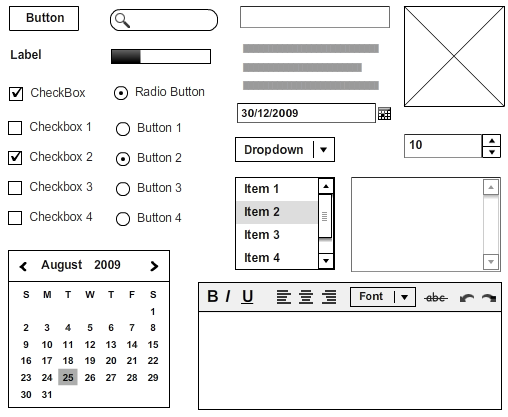 Button
Label
CheckBox
Radio Button
Checkbox 1
Button 1
Checkbox 2
Button 2
Checkbox 3
Button 3
Checkbox 4
Button 4
30/12/2009
Dropdown
10
Item 1
Item 2
Item 3
Item 4
August 2009
S M T W T F S
1
2 3 4 5 6 7 8
9 10 11 12 13 14 15
16 17 18 19 20 21 22
23 24 25 26 27 28 29
30 31
B I U Font abc